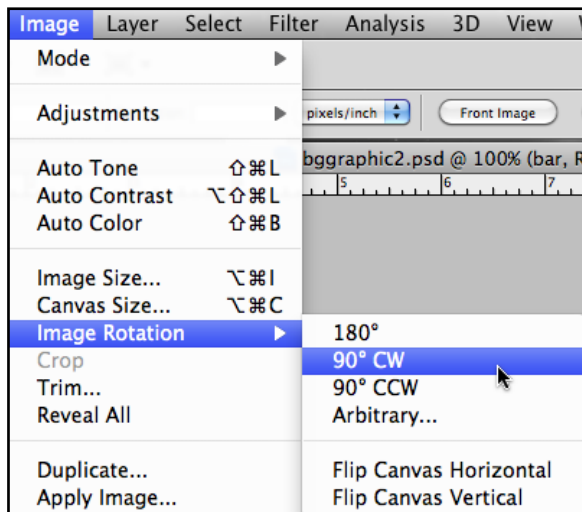 Image Layer Select Filter Analysis 3D View
Mode
Adjustments
pixels/inch
Front Image
Auto Tone ⇧⌘L
bggraphic2.psd @ 100% (bar, R
Auto Contrast ⌥⇧⌘L
5 6 7
Auto Color ⇧⌘B
Image Size... ⌥⌘I
Canvas Size... ⌥⌘C
Image Rotation
180°
Crop
90° CW
Trim...
90° CCW
Reveal All
Arbitrary...
Duplicate...
Flip Canvas Horizontal
Apply Image...
Flip Canvas Vertical